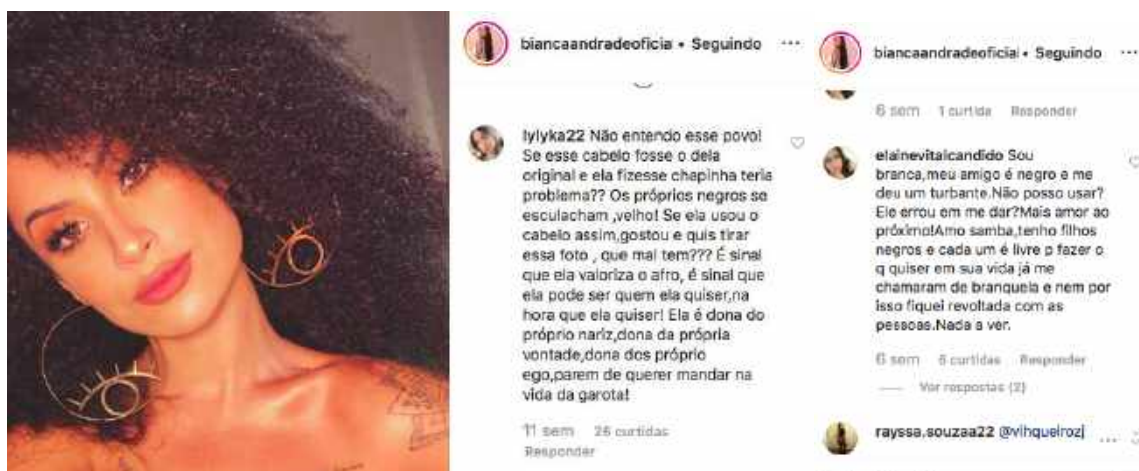 biancaandradeoficial • Seguindo ...
lylyka22 Não entendo esse povo!
Se esse cabelo fosse o dela
original e ela fizesse chapinha teria
problema?? Os próprios negros se
esculacham ,velho! Se ela usou o
cabelo assim,gostou e quis tirar
essa foto , que mal tem??? É sinal
que ela valoriza o afro, é sinal que
ela pode ser quem ela quiser,na
hora que ela quiser! Ela é dona do
próprio nariz,dona da própria
vontade,dona dos próprio
ego,parem de querer mandar na
vida da garota!
11 sem 26 curtidas
Responder
biancaandradeoficial • Seguindo ...
6 sem 1 curtida Responder
elainevitalcandido Sou
branca,meu amigo é negro e me
deu um turbante.Não posso usar?
Ele errou em me dar?Mais amor ao
próximo!Amo samba,tenho filhos
negros e cada um é livre p fazer o
q quiser em sua vida já me
chamaram de branquela e nem por
isso fiquei revoltada com as
pessoas.Nada a ver.
6 sem 6 curtidas Responder
Ver respostas (2)
rayssa.souzaa22 @vihqueirozj ...